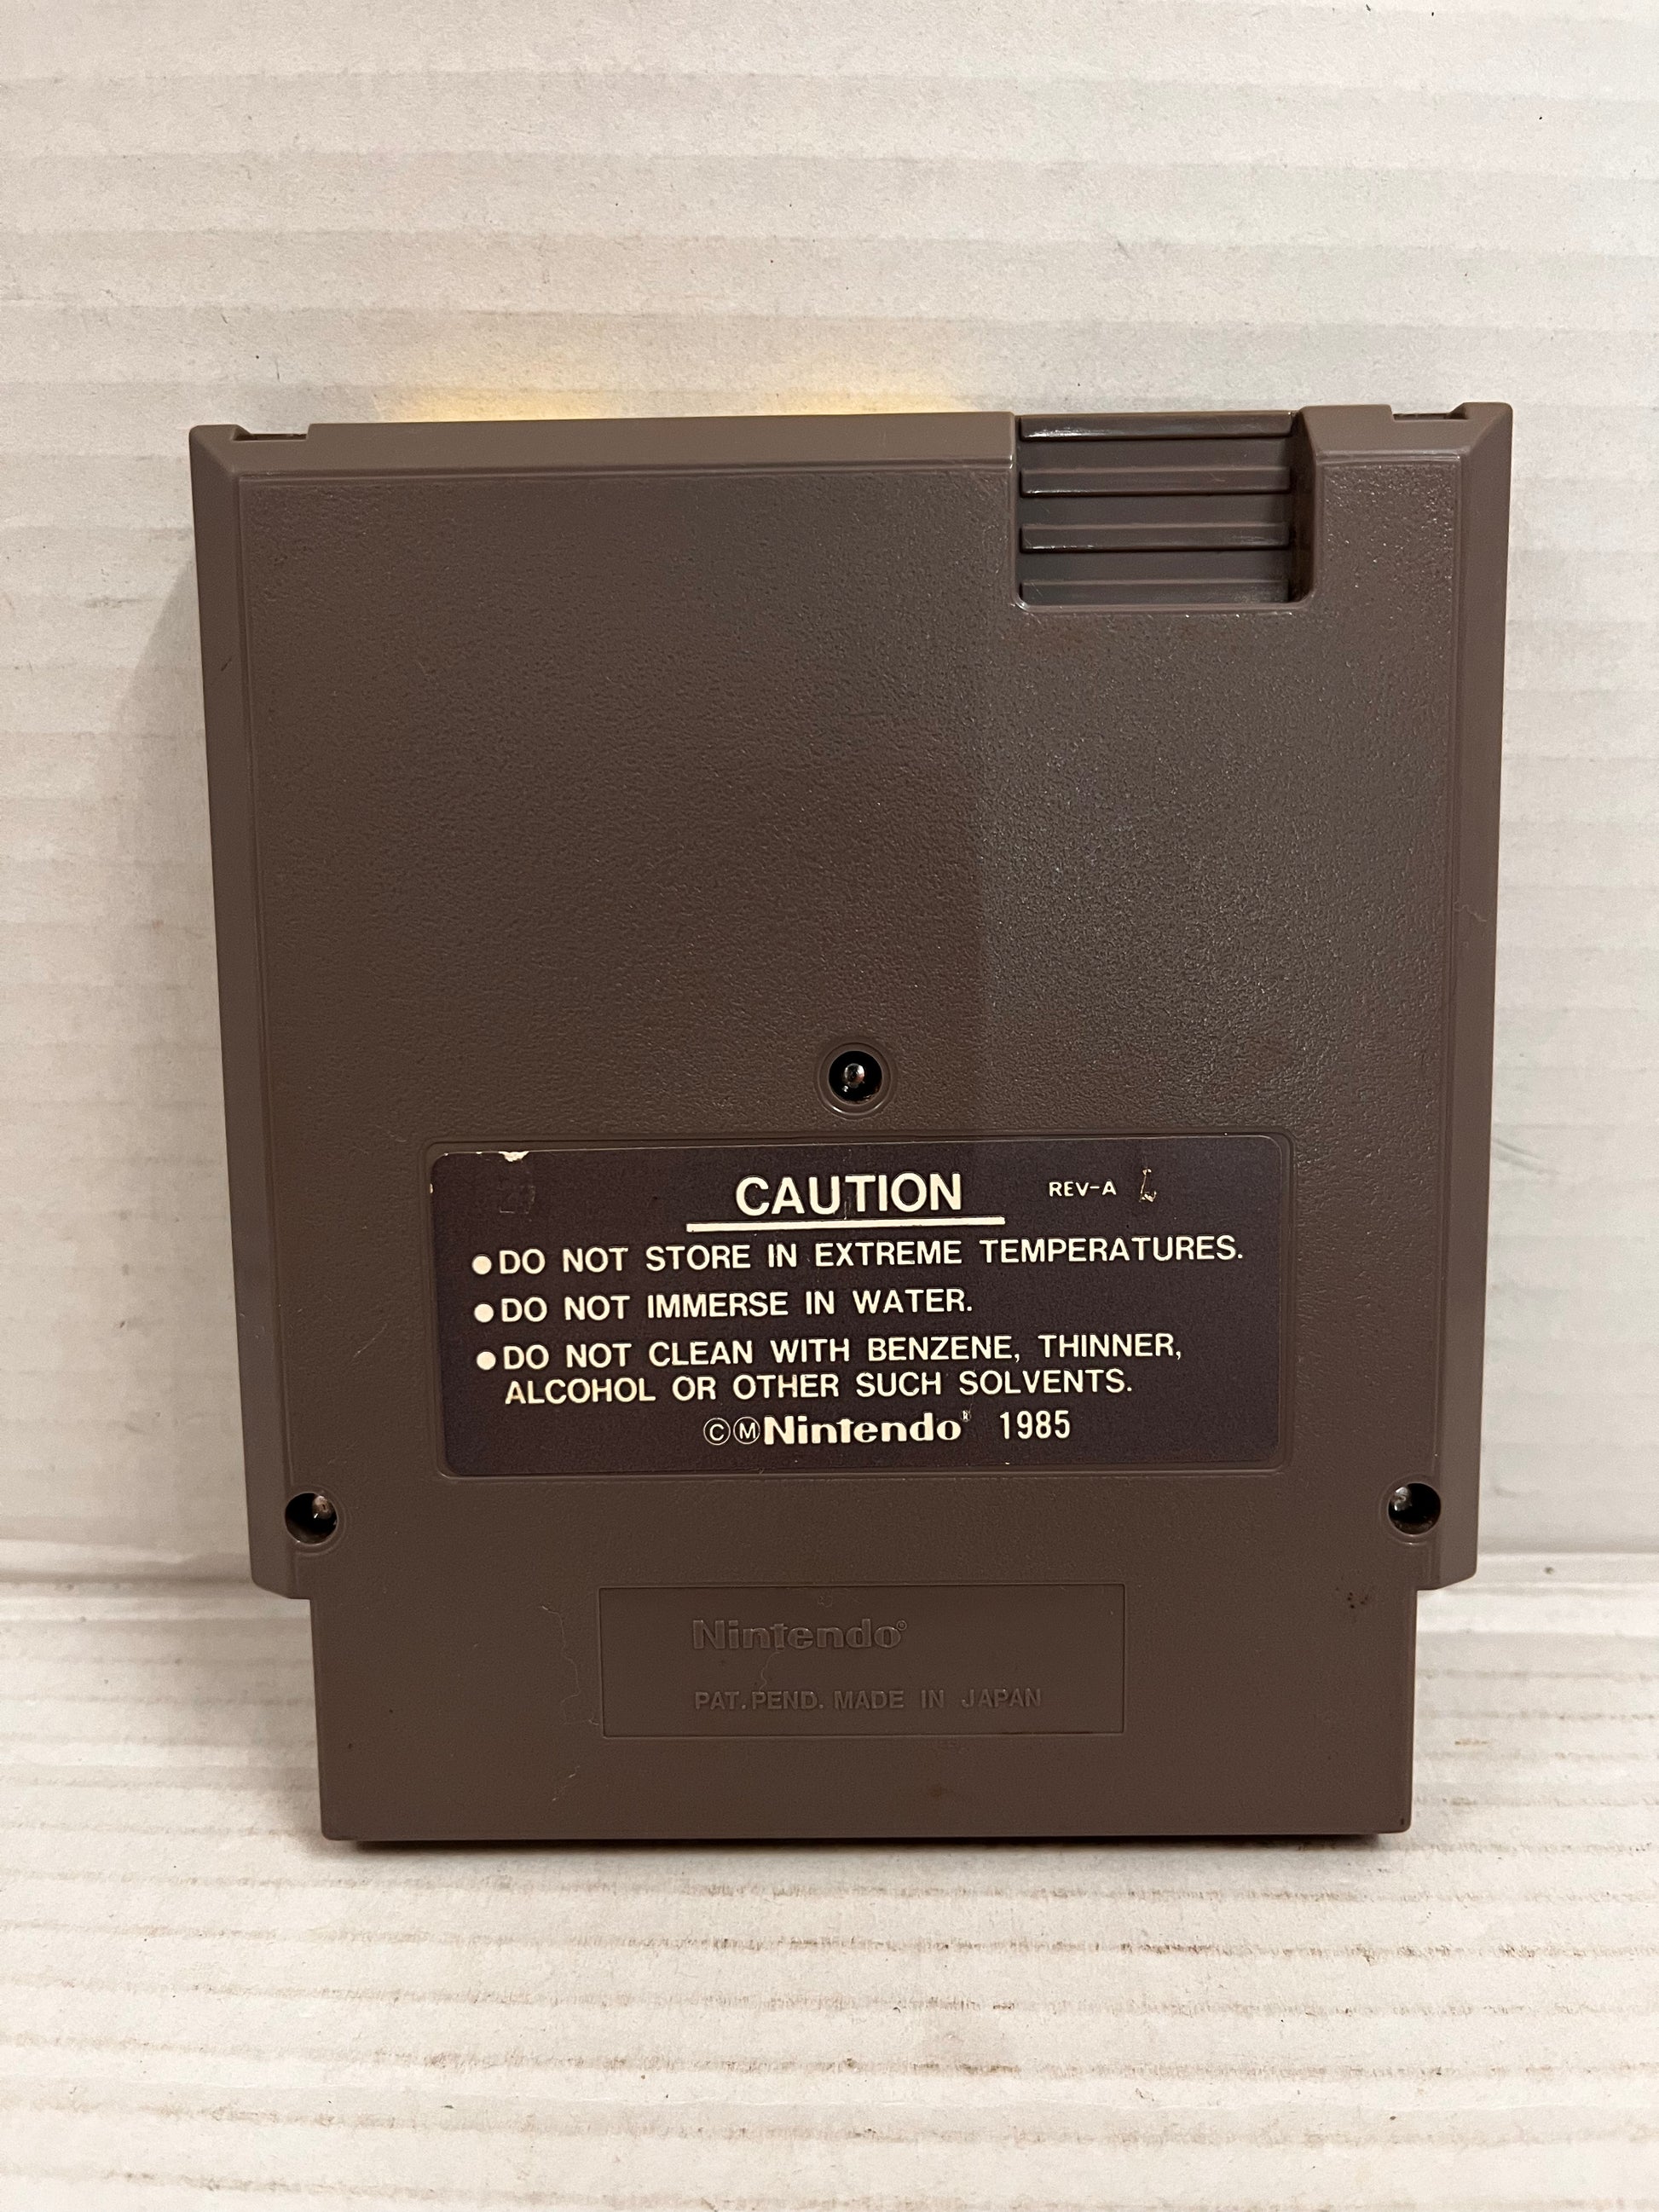 CAUTION REV-A
●DO NOT STORE IN EXTREME TEMPERATURES.
●DO NOT IMMERSE IN WATER.
●DO NOT CLEAN WITH BENZENE, THINNER,
ALCOHOL OR OTHER SUCH SOLVENTS.
ⒸⓂNintendo® 1985
Nintendo®
PAT. PEND. MADE IN JAPAN